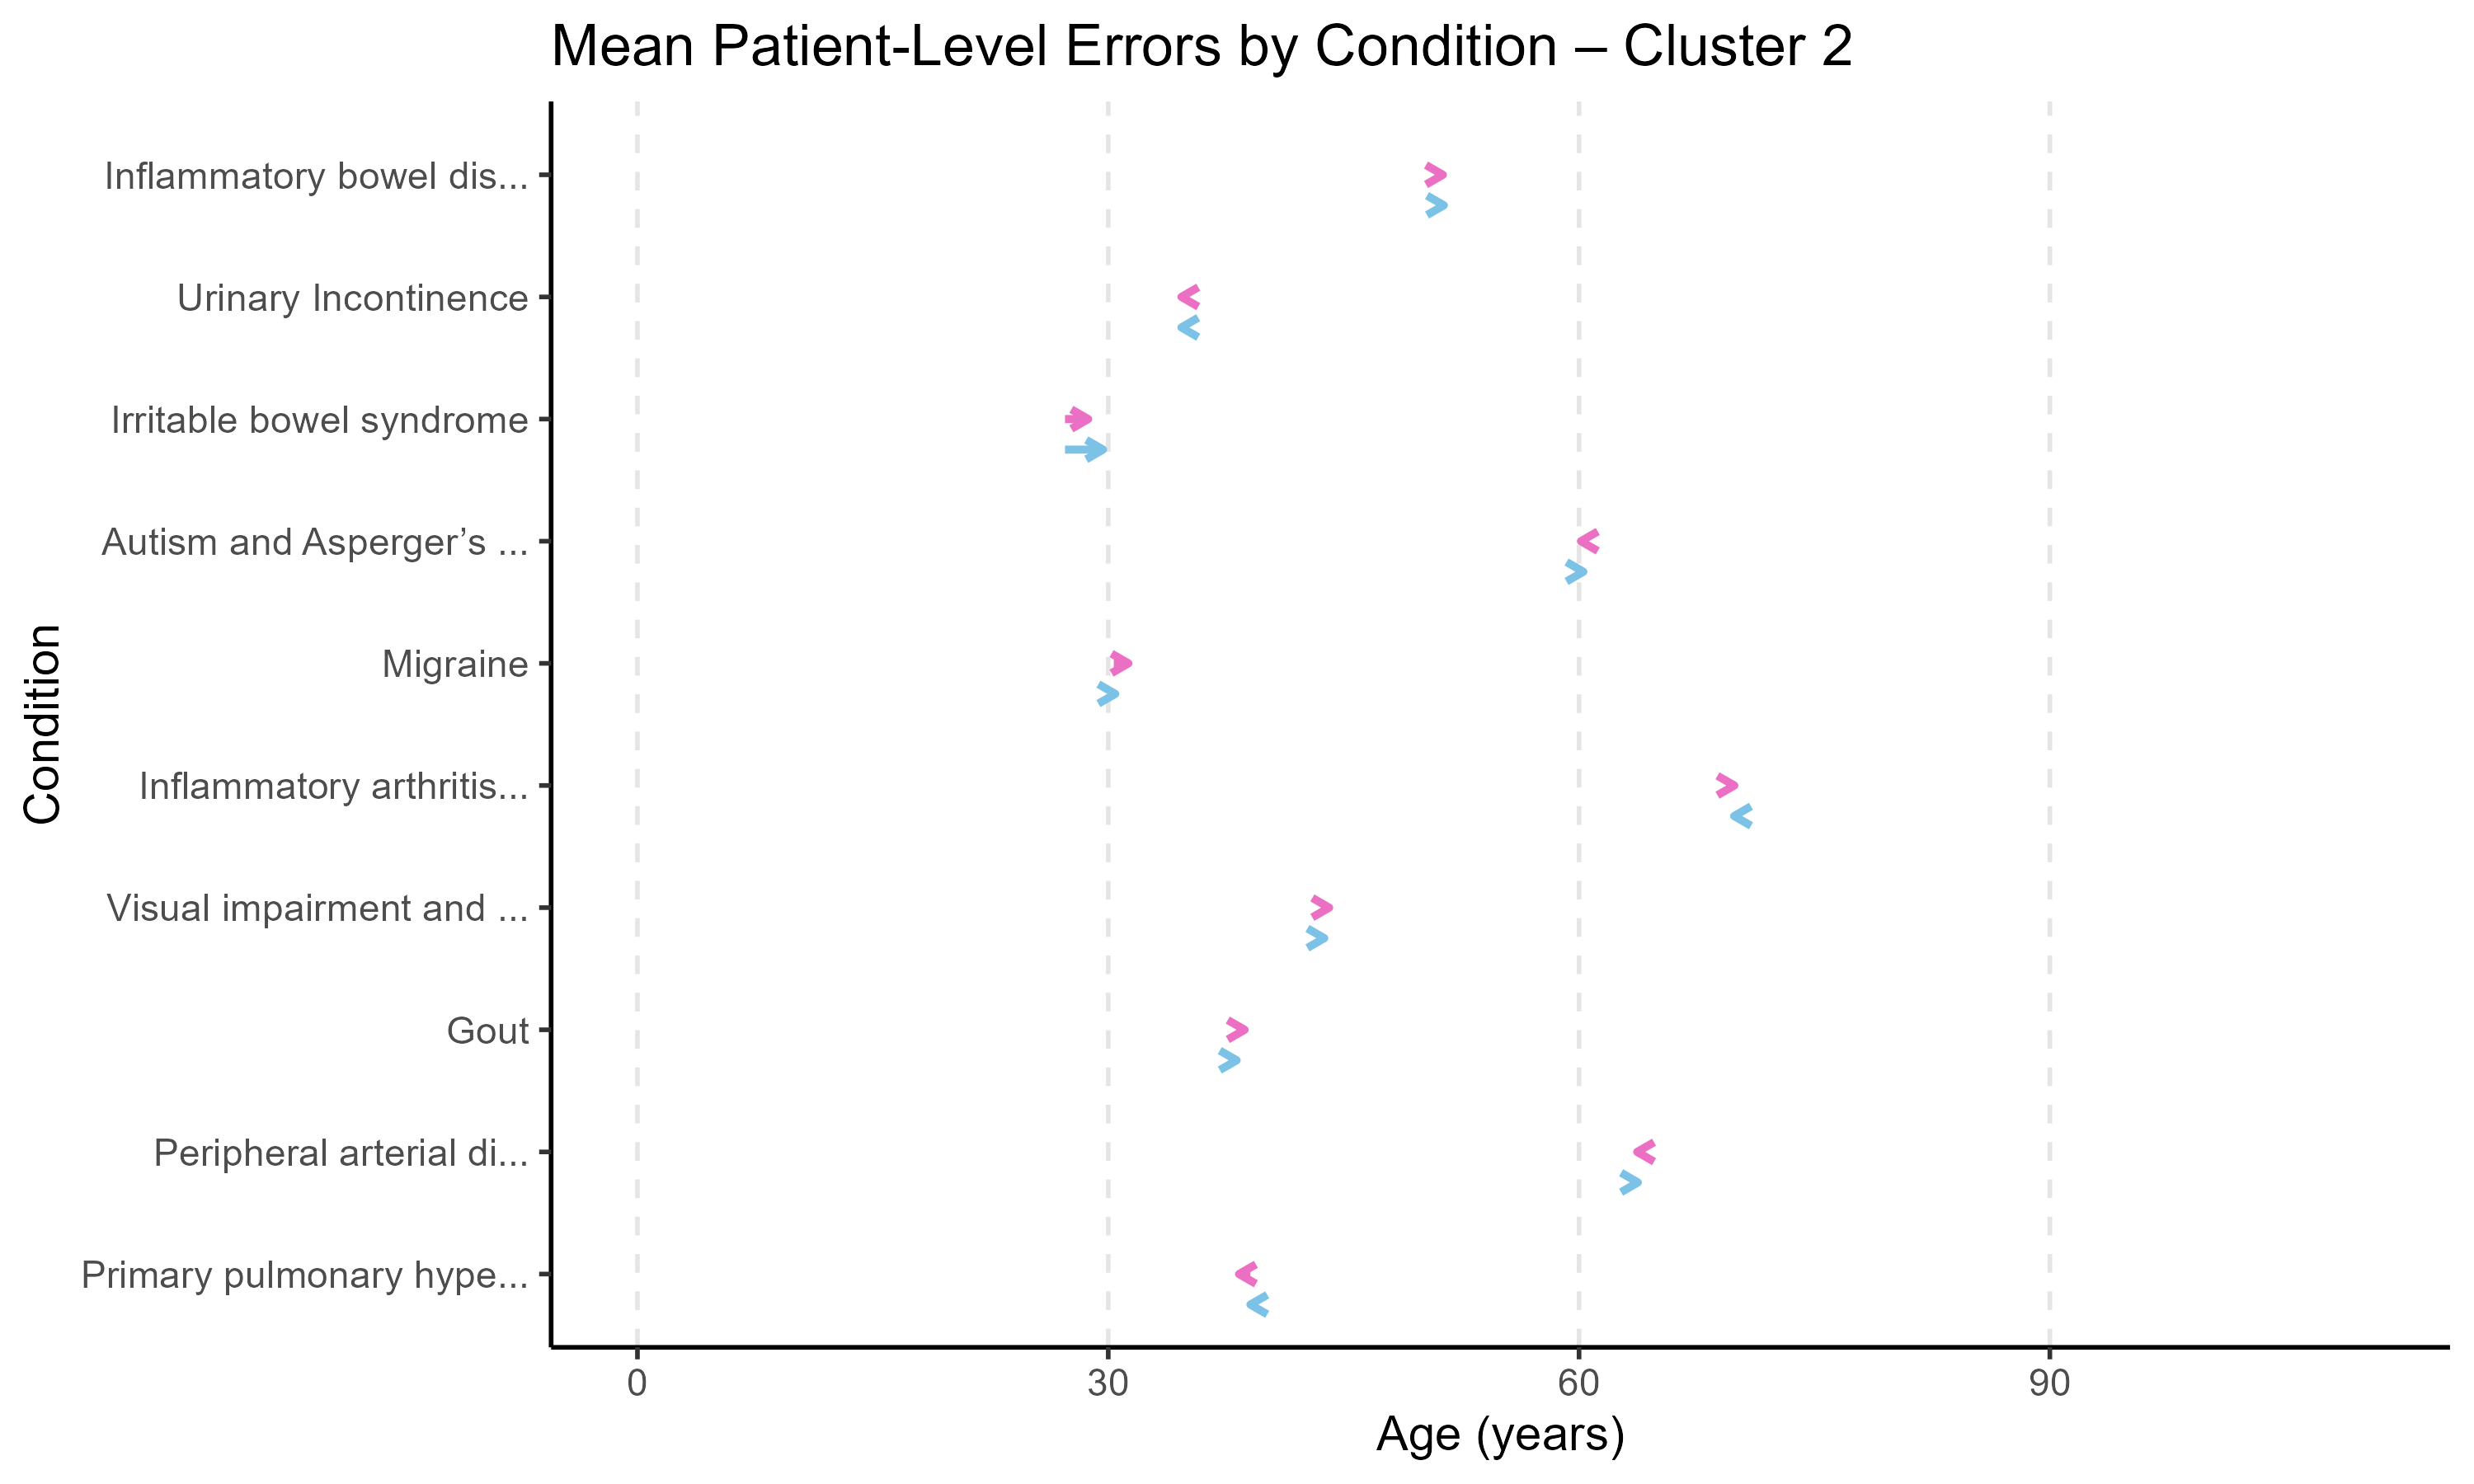 Mean Patient-Level Errors by Condition – Cluster 2
Condition
Inflammatory bowel dis...
Urinary Incontinence
Irritable bowel syndrome
Autism and Asperger’s ...
Migraine
Inflammatory arthritis...
Visual impairment and ...
Gout
Peripheral arterial di...
Primary pulmonary hype...
0 30 60 90
Age (years)